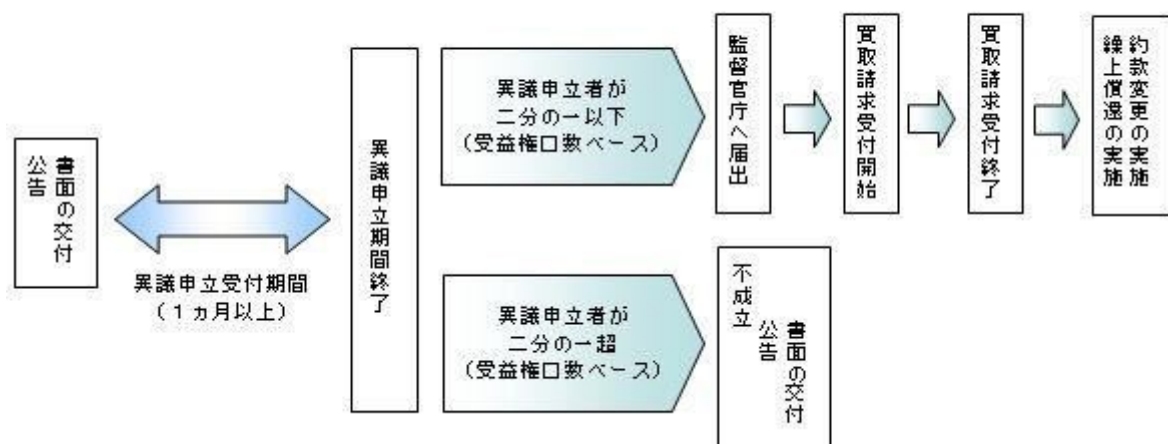 書面の交付
公告
異議申立受付期間
(1ヵ月以上)
異議申立期間終了
異議申立者が
二分の一以下
(受益権口数ベース)
監督官庁へ届出
買取請求受付開始
買取請求受付終了
約款変更の実施
繰上償還の実施
異議申立者が
二分の一超
(受益権口数ベース)
不成立
書面の交付
公告